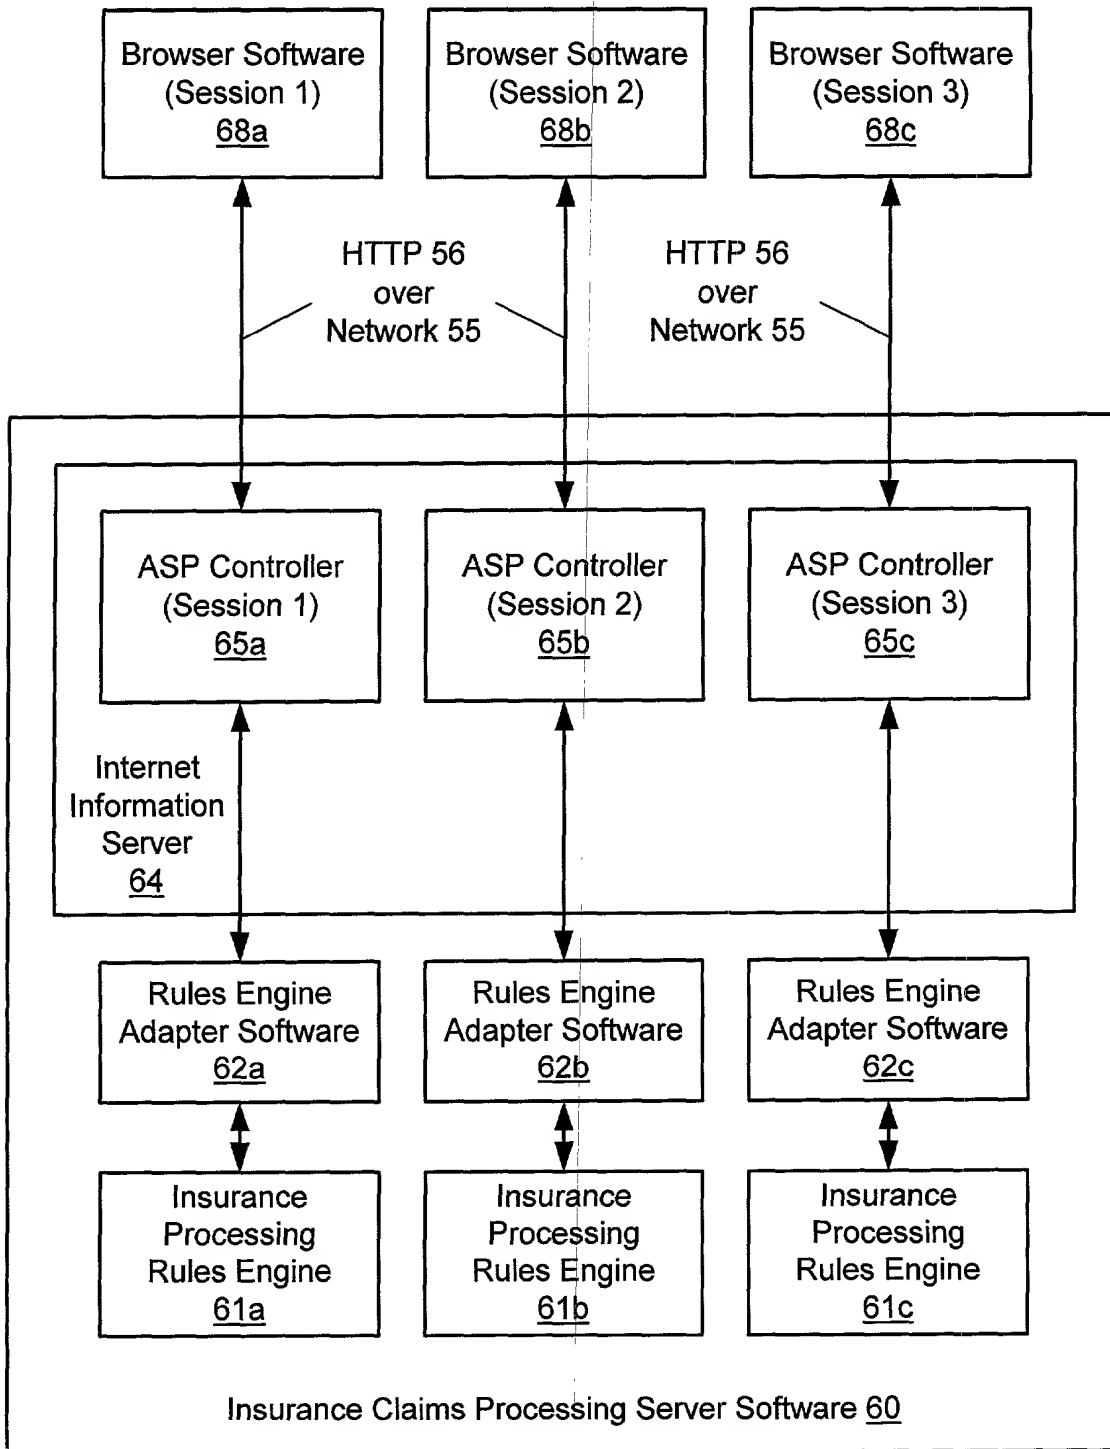 Browser Software
(Session 1)
68a
Browser Software
(Session 2)
68b
Browser Software
(Session 3)
68c
HTTP 56
over
Network 55
HTTP 56
over
Network 55
ASP Controller
(Session 1)
65a
ASP Controller
(Session 2)
65b
ASP Controller
(Session 3)
65c
Internet
Information
Server
64
Rules Engine
Adapter Software
62a
Rules Engine
Adapter Software
62b
Rules Engine
Adapter Software
62c
Insurance
Processing
Rules Engine
61a
Insurance
Processing
Rules Engine
61b
Insurance
Processing
Rules Engine
61c
Insurance Claims Processing Server Software 60